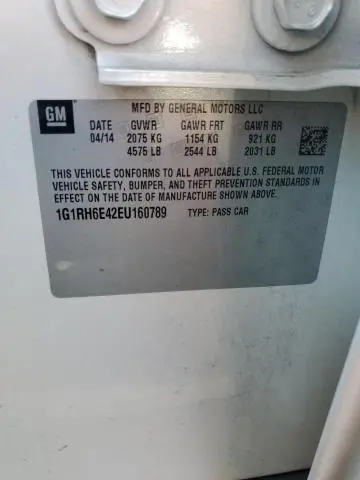 GM
MFD BY GENERAL MOTORS LLC
DATE GVWR GAWR FRT GAWR RR
04/14 2075 KG 1154 KG 921 KG
4575 LB 2544 LB 2031 LB
THIS VEHICLE CONFORMS TO ALL APPLICABLE U.S. FEDERAL MOTOR
VEHICLE SAFETY, BUMPER, AND THEFT PREVENTION STANDARDS IN
EFFECT ON THE DATE OF MANUFACTURE SHOWN ABOVE.
1G1RH6E42EU160789 TYPE: PASS CAR